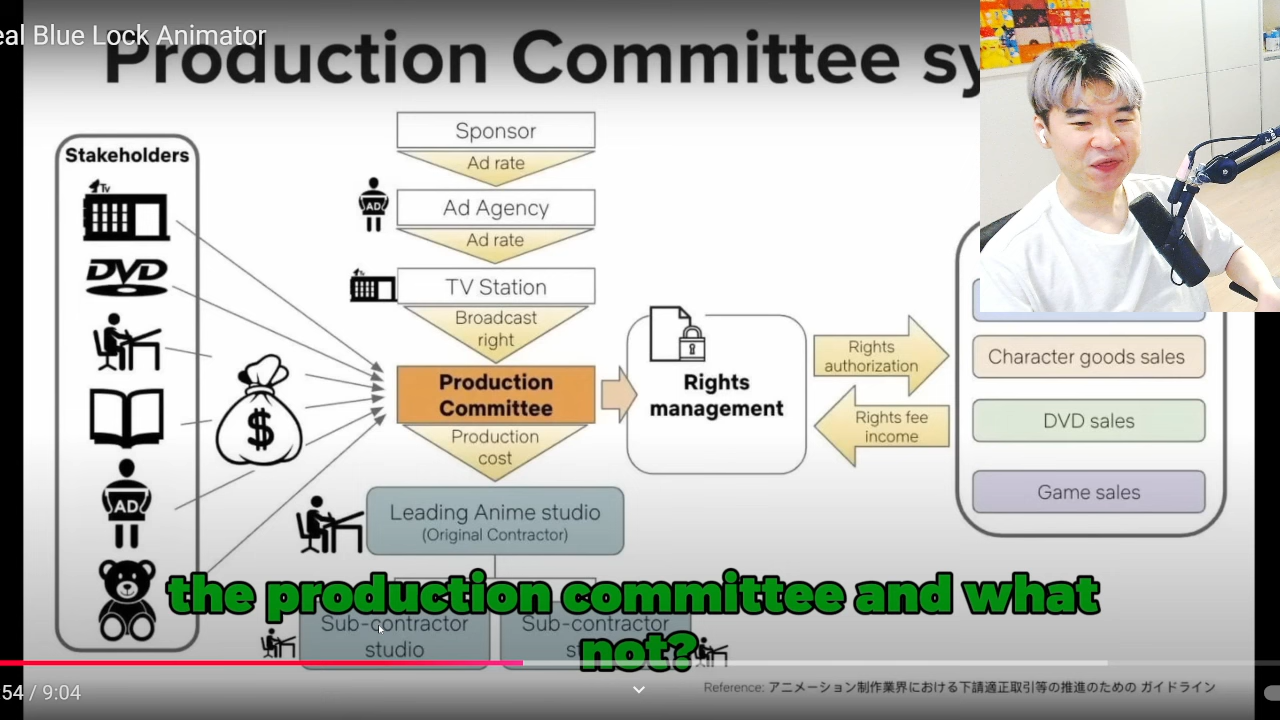 eal Blue Lock Animator
Production Committee sy
Stakeholders
TV
DVD
AD
$
Sponsor
Ad rate
AD
Ad Agency
Ad rate
TV Station
Broadcast
right
Production
Committee
Production
cost
Leading Anime studio
(Original Contractor)
Sub-contractor
studio
Sub-contractor
st
Rights
management
Rights
authorization
Rights fee
income
Character goods sales
DVD sales
Game sales
the production committee and what
not?
54 / 9:04
Reference: アニメーション制作業界における下請適正取引等の推進のための ガイドライン